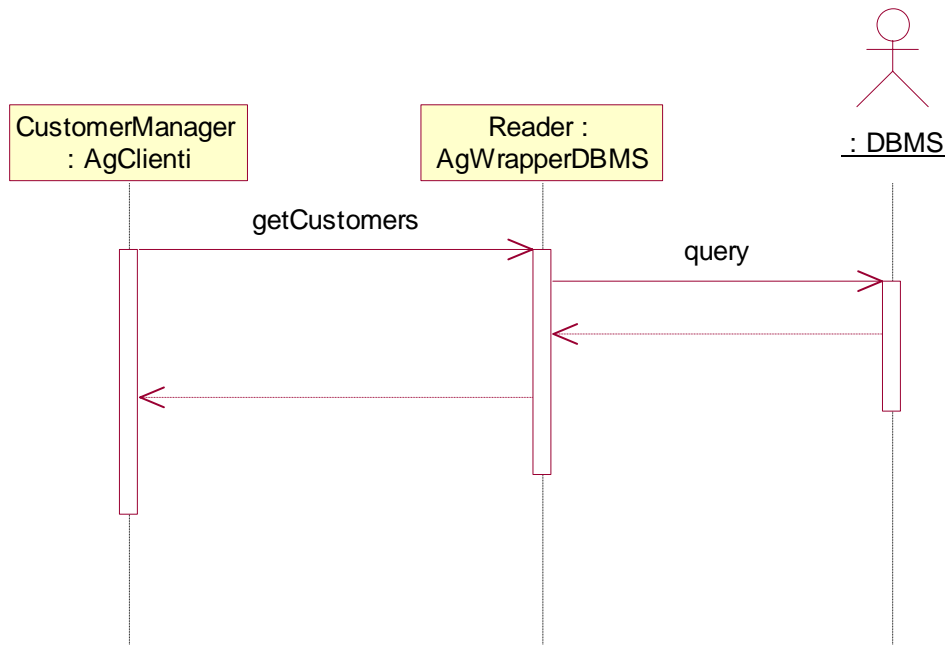 CustomerManager
: AgClienti
Reader :
AgWrapperDBMS
: DBMS
getCustomers
query